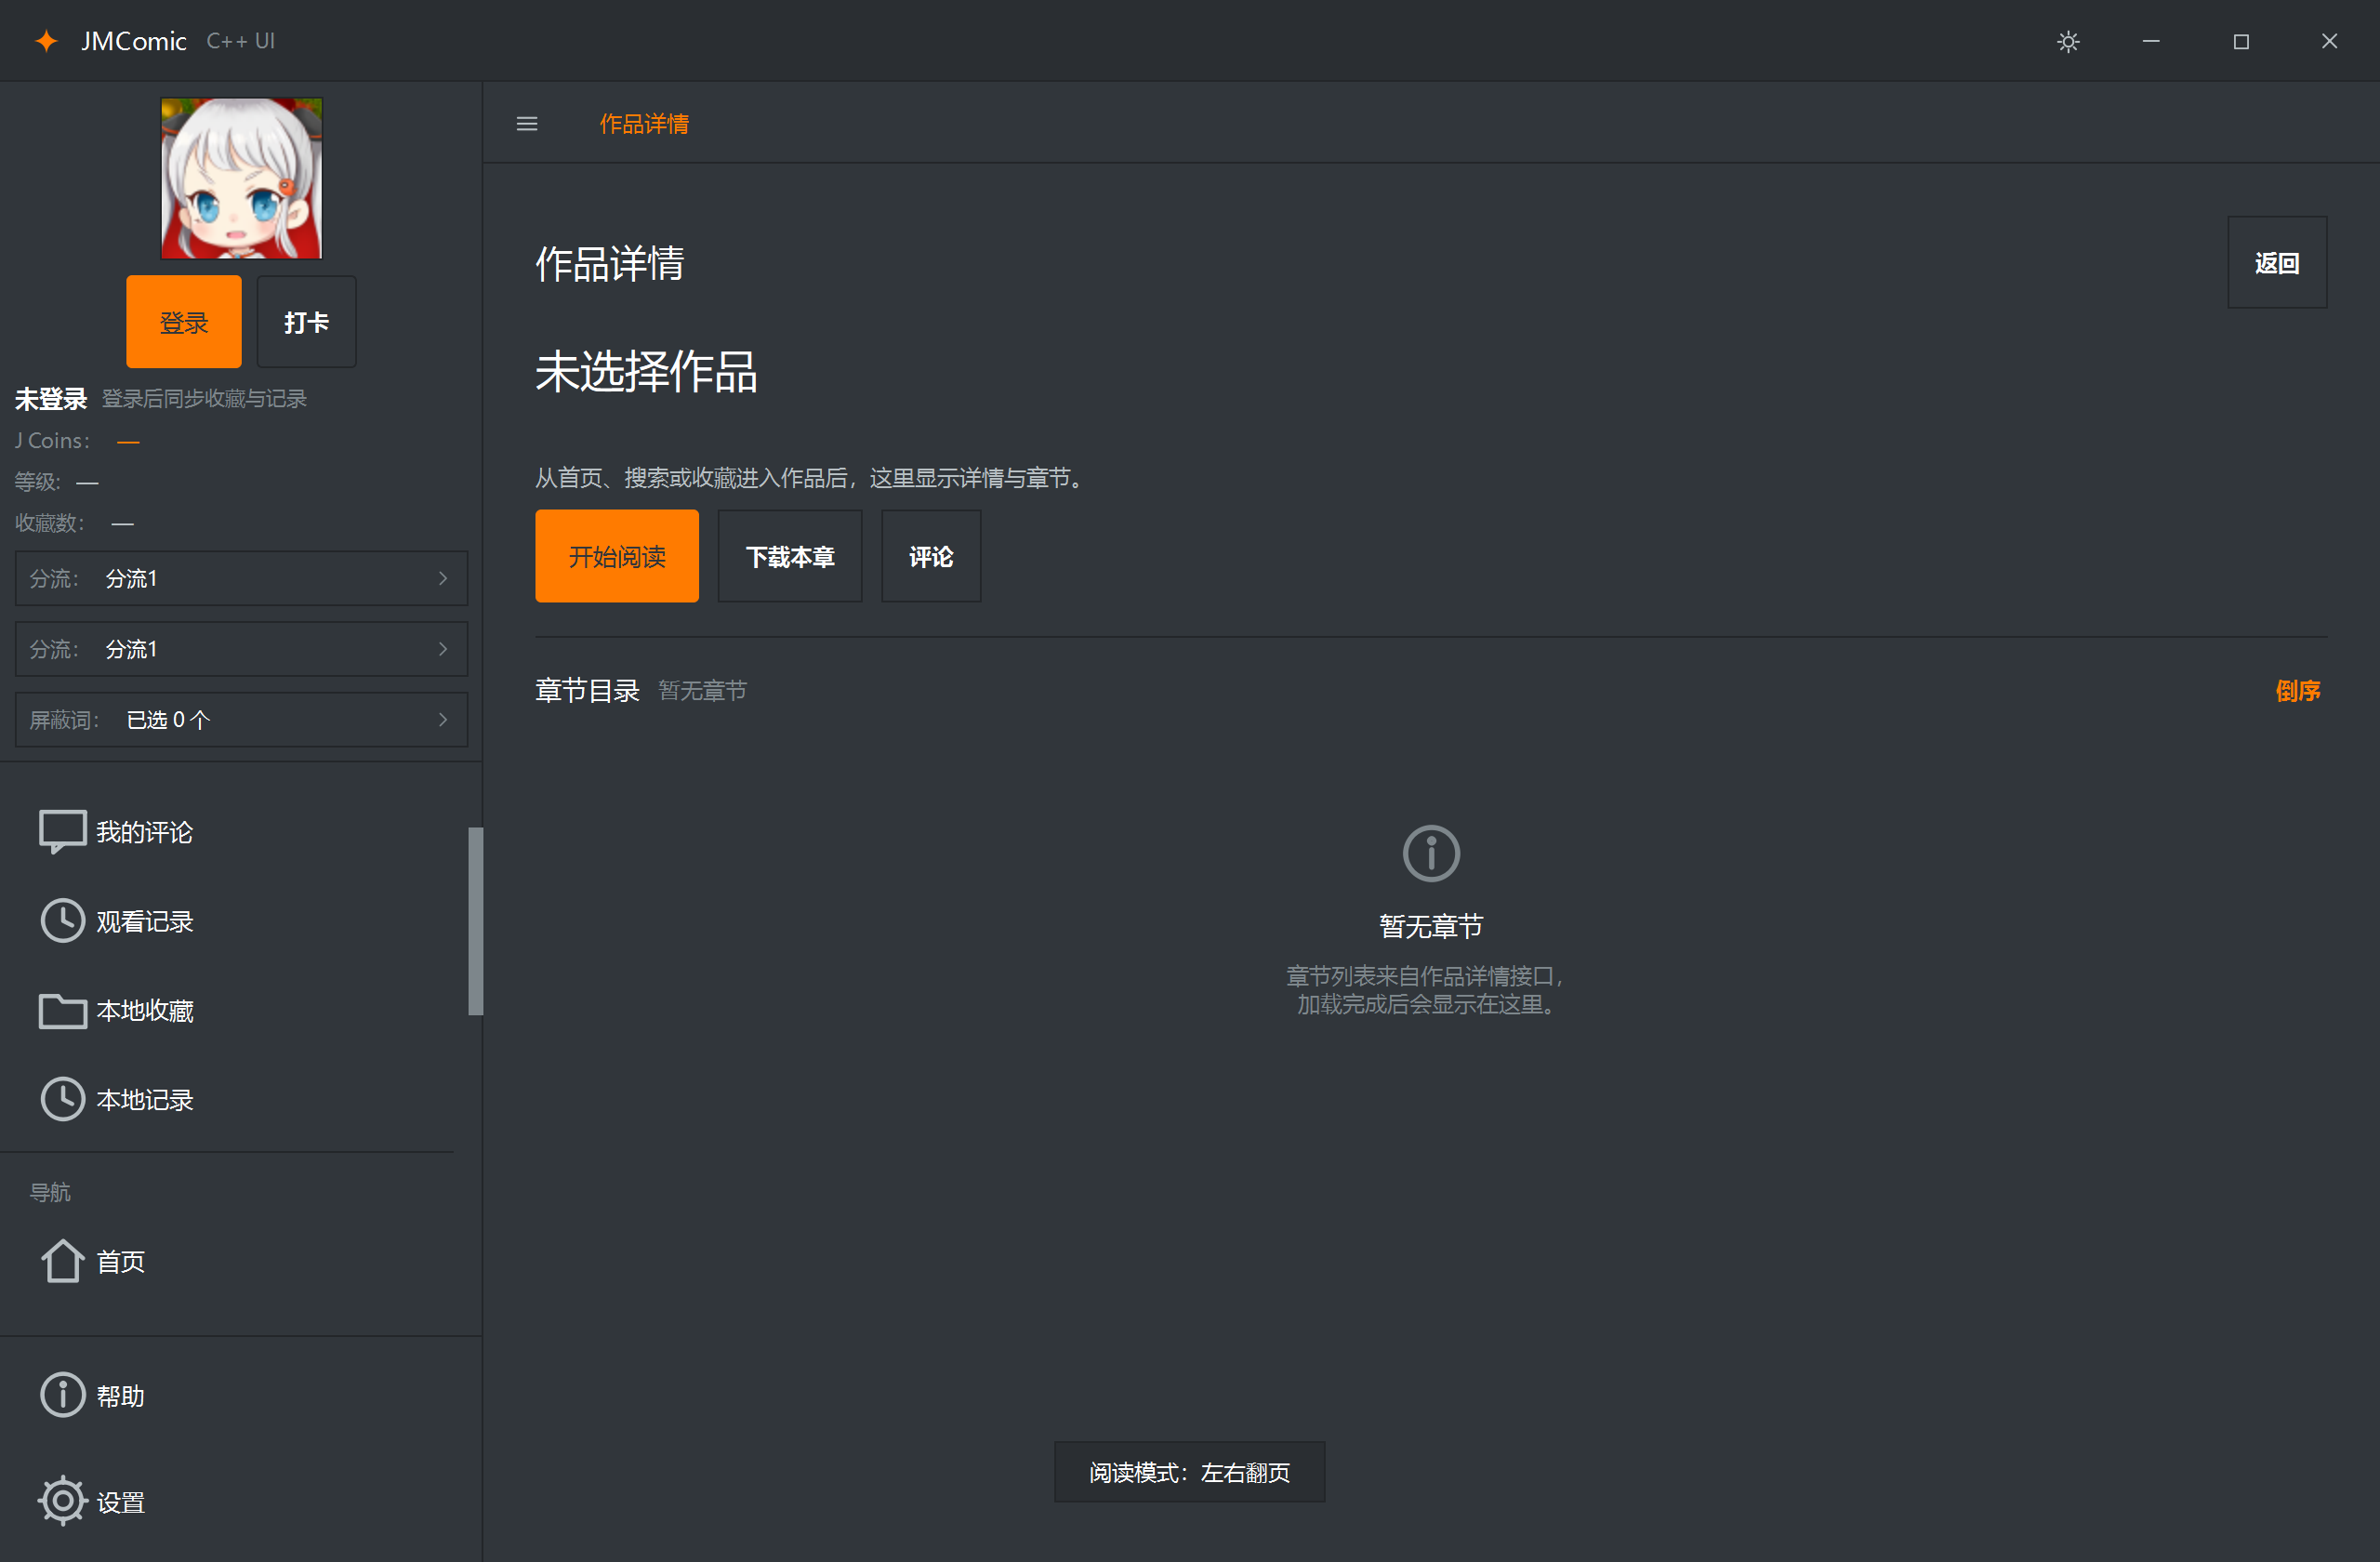 JMComic C++ UI
登录
打卡
未登录 登录后同步收藏与记录
J Coins： —
等级： —
收藏数： —
分流： 分流1
分流： 分流1
屏蔽词： 已选 0 个
我的评论
观看记录
本地收藏
本地记录
导航
首页
帮助
设置
作品详情
作品详情
返回
未选择作品
从首页、搜索或收藏进入作品后，这里显示详情与章节。
开始阅读
下载本章
评论
章节目录 暂无章节
倒序
暂无章节
章节列表来自作品详情接口，
加载完成后会显示在这里。
阅读模式：左右翻页